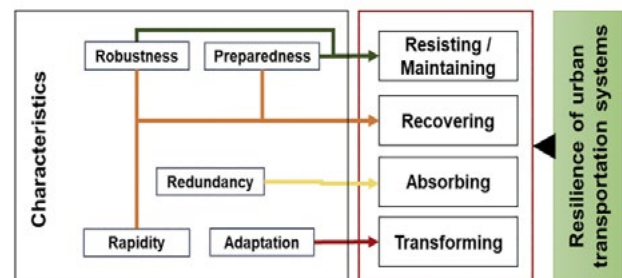 Characteristics
Robustness
Preparedness
Redundancy
Rapidity
Adaptation
Resisting /
Maintaining
Recovering
Absorbing
Transforming
Resilience of urban
transportation systems